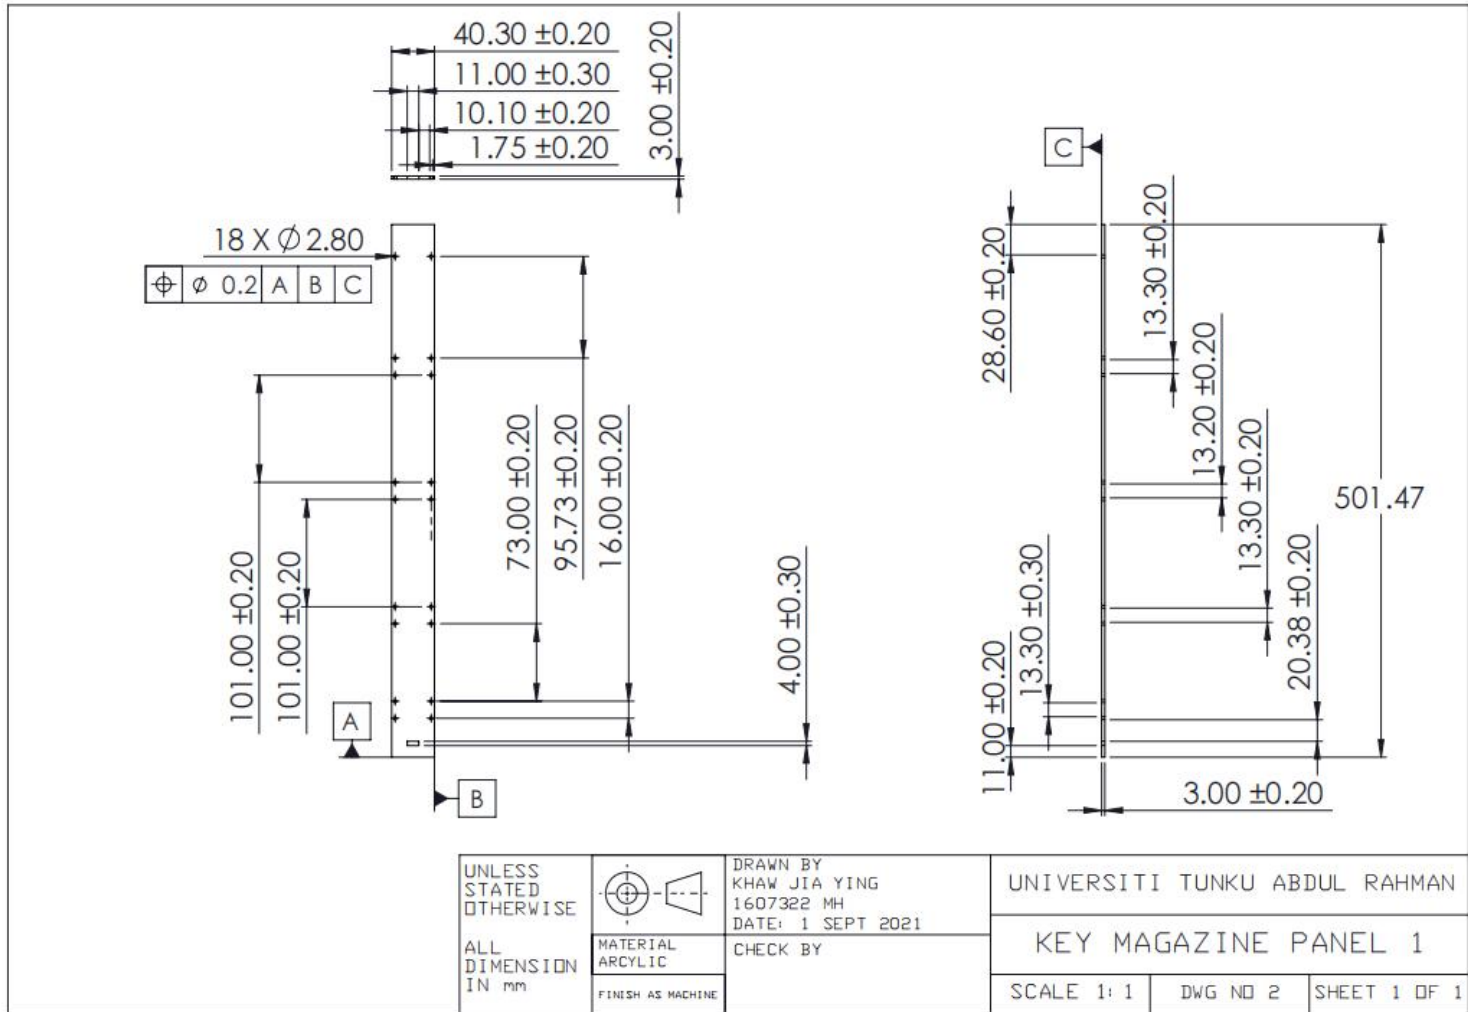 40.30 ±0.20
11.00 ±0.30
10.10 ±0.20
1.75 ±0.20
3.00 ±0.20
18 X ∅2.80
⌖ ⌀ 0.2 A B C
101.00 ±0.20
101.00 ±0.20
73.00 ±0.20
95.73 ±0.20
16.00 ±0.20
4.00 ±0.30
A
B
C
28.60 ±0.20
13.30 ±0.20
13.20 ±0.20
13.30 ±0.20
501.47
20.38 ±0.20
13.30 ±0.30
11.00 ±0.20
3.00 ±0.20
UNLESS
STATED
OTHERWISE
ALL
DIMENSION
IN mm
MATERIAL
ARCYLIC
FINISH AS MACHINE
DRAWN BY
KHAW JIA YING
1607322 MH
DATE: 1 SEPT 2021
CHECK BY
UNIVERSITI TUNKU ABDUL RAHMAN
KEY MAGAZINE PANEL 1
SCALE 1:1
DWG NO 2
SHEET 1 OF 1